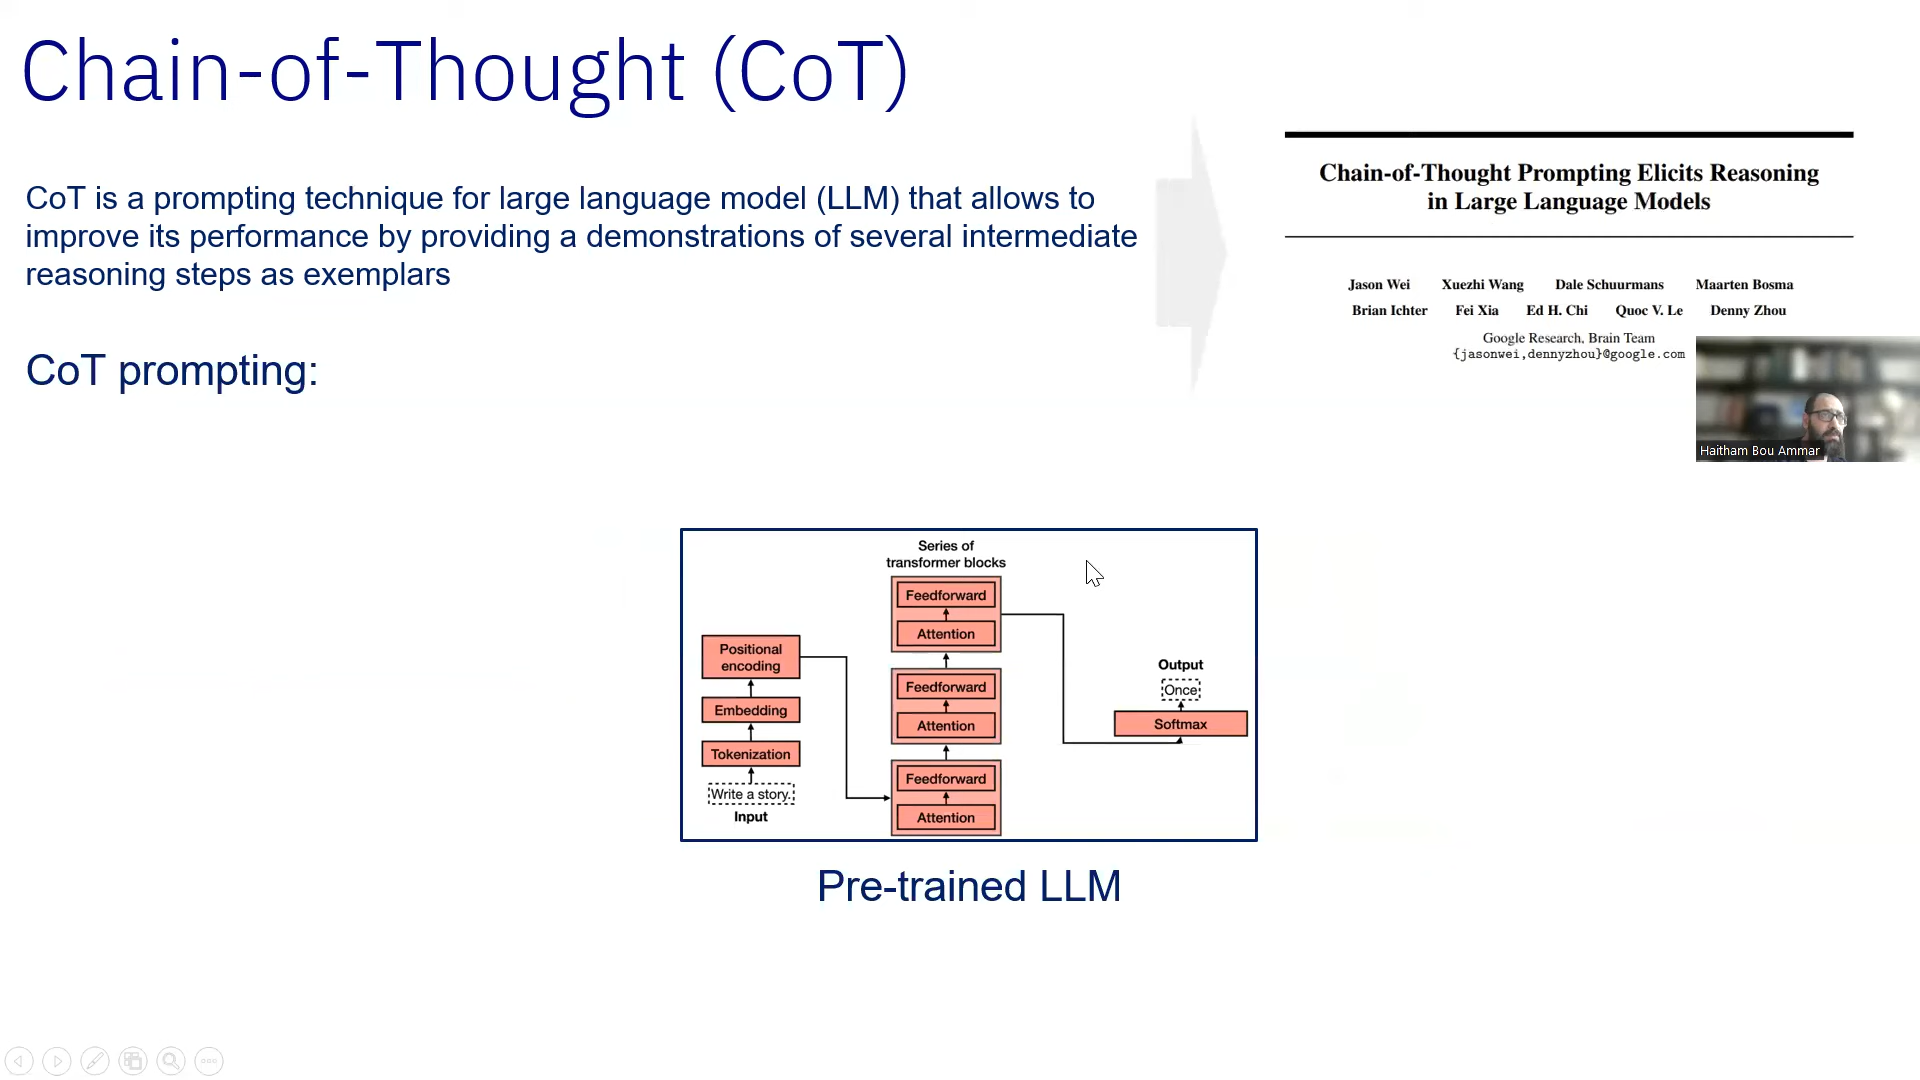 Chain-of-Thought (CoT)
CoT is a prompting technique for large language model (LLM) that allows to
improve its performance by providing a demonstrations of several intermediate
reasoning steps as exemplars
CoT prompting:
Chain-of-Thought Prompting Elicits Reasoning
in Large Language Models
Jason Wei Xuezhi Wang Dale Schuurmans Maarten Bosma
Brian Ichter Fei Xia Ed H. Chi Quoc V. Le Denny Zhou
Google Research, Brain Team
{jasonwei,dennyzhou}@google.com
Haitham Bou Ammar
Positional
encoding
Embedding
Tokenization
Write a story.
Input
Series of
transformer blocks
Feedforward
Attention
Feedforward
Attention
Feedforward
Attention
Output
Once
Softmax
Pre-trained LLM